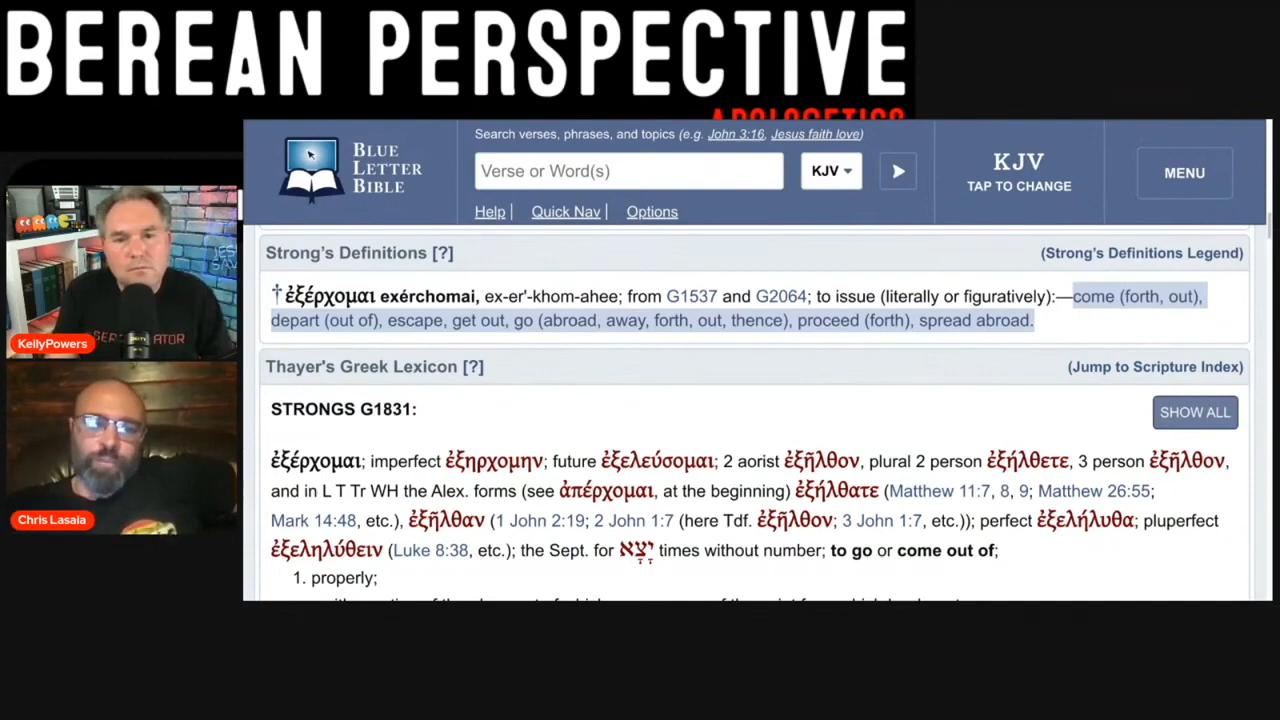 BEREAN PERSPECTIVE
APOLOGETICS
Search verses, phrases, and topics (e.g. John 3:16, Jesus faith love)
BLUE
LETTER
BIBLE
Verse or Word(s)
KJV
KJV
TAP TO CHANGE
MENU
Help | Quick Nav | Options
Strong's Definitions [?]
(Strong's Definitions Legend)
†ἐξέρχομαι exérchomai, ex-er'-khom-ahee; from G1537 and G2064; to issue (literally or figuratively):—come (forth, out),
depart (out of), escape, get out, go (abroad, away, forth, out, thence), proceed (forth), spread abroad.
Thayer's Greek Lexicon [?]
(Jump to Scripture Index)
STRONGS G1831:
SHOW ALL
ἐξέρχομαι; imperfect ἐξηρχομην; future ἐξελεύσομαι; 2 aorist ἐξῆλθον, plural 2 person ἐξήλθετε, 3 person ἐξῆλθον,
and in L T Tr WH the Alex. forms (see ἀπέρχομαι, at the beginning) ἐξήλθατε (Matthew 11:7, 8, 9; Matthew 26:55;
Mark 14:48, etc.), ἐξῆλθαν (1 John 2:19; 2 John 1:7 (here Tdf. ἐξῆλθον; 3 John 1:7, etc.)); perfect ἐξελήλυθα; pluperfect
ἐξεληλύθειν (Luke 8:38, etc.); the Sept. for יָצָא times without number; to go or come out of;
1. properly;
KellyPowers
Chris Lasala